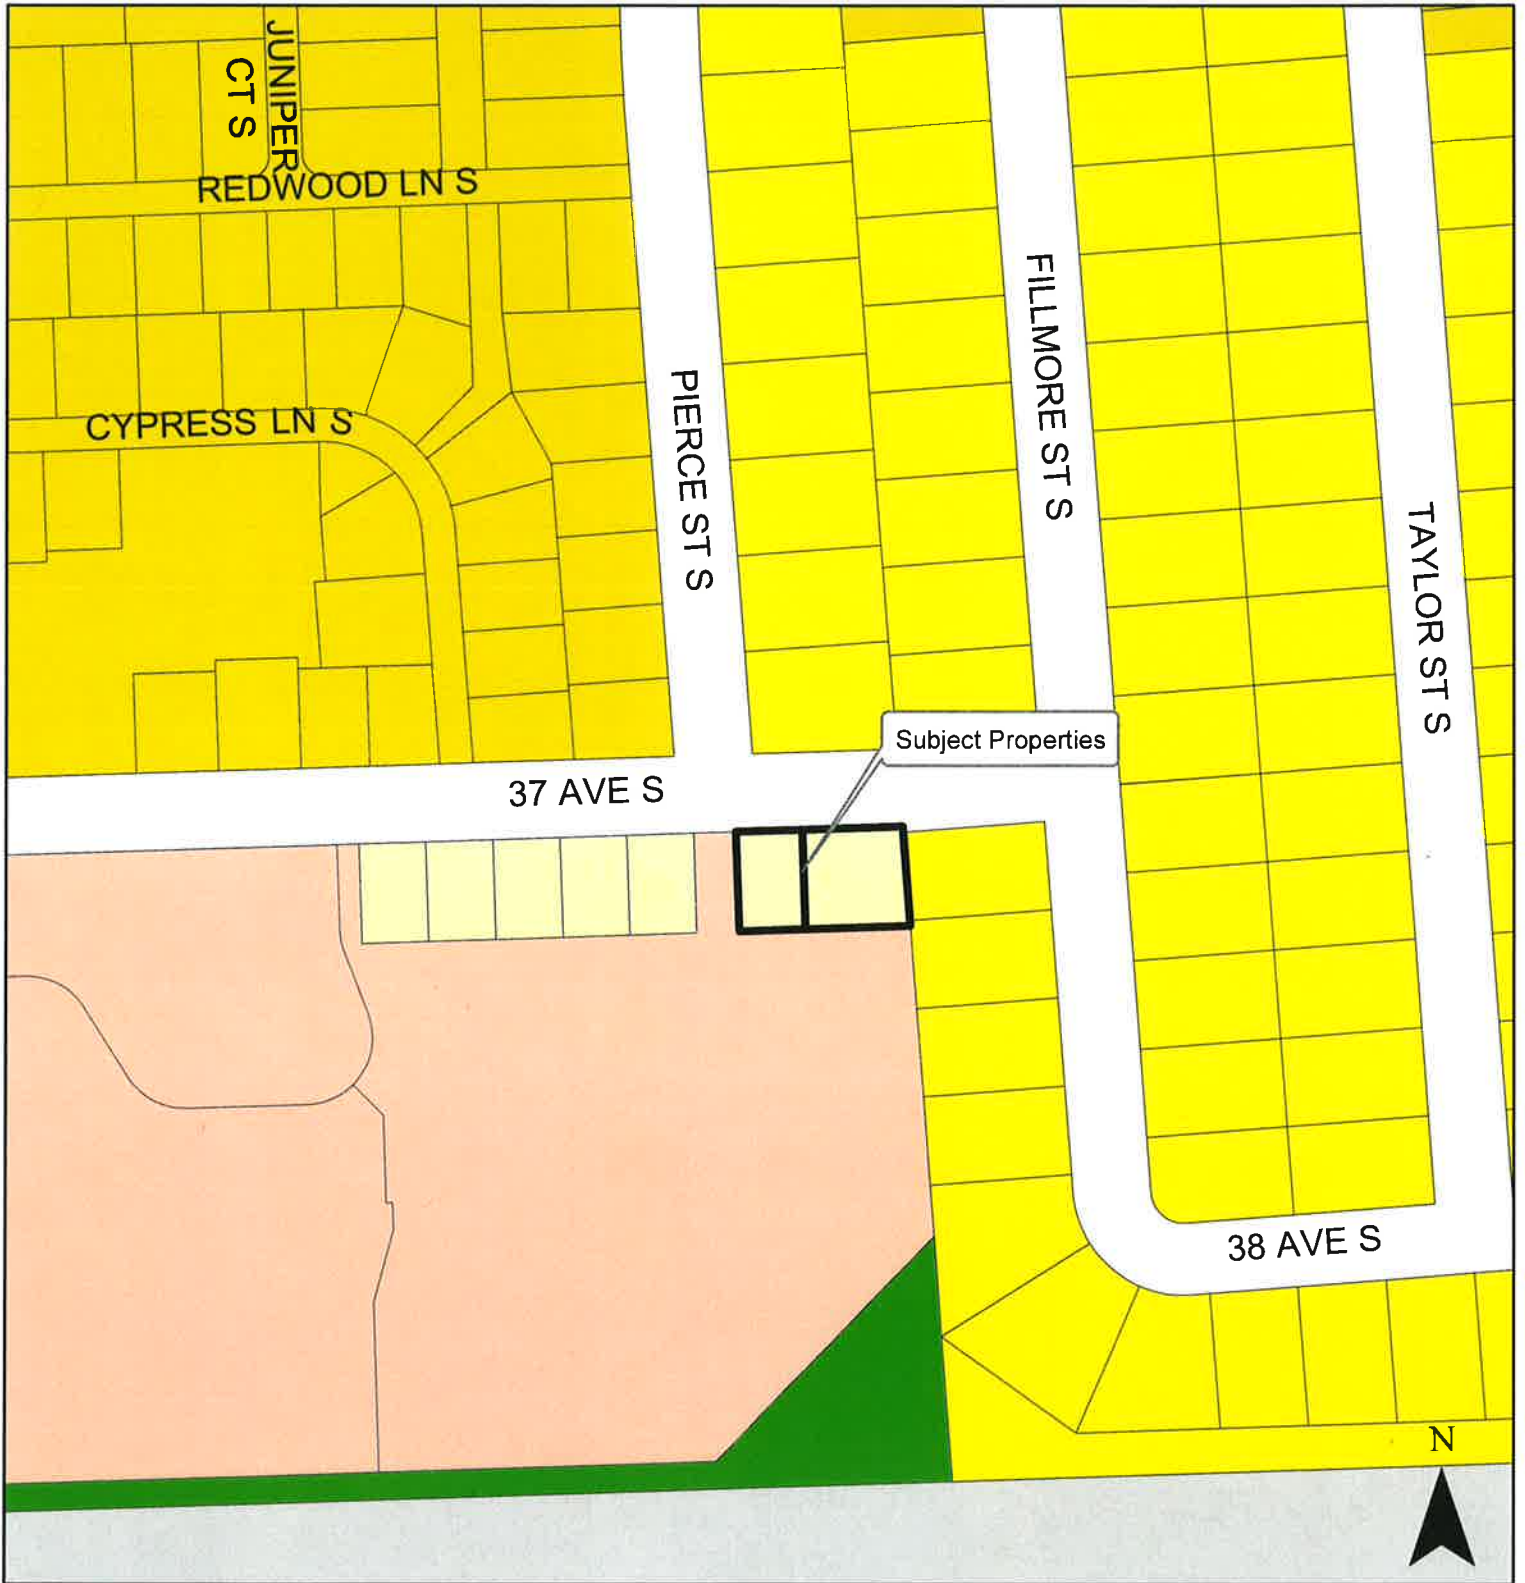 JUNIPER
CT S
REDWOOD LN S
CYPRESS LN S
PIERCE ST S
FILLMORE ST S
TAYLOR ST S
Subject Properties
37 AVE S
38 AVE S
N